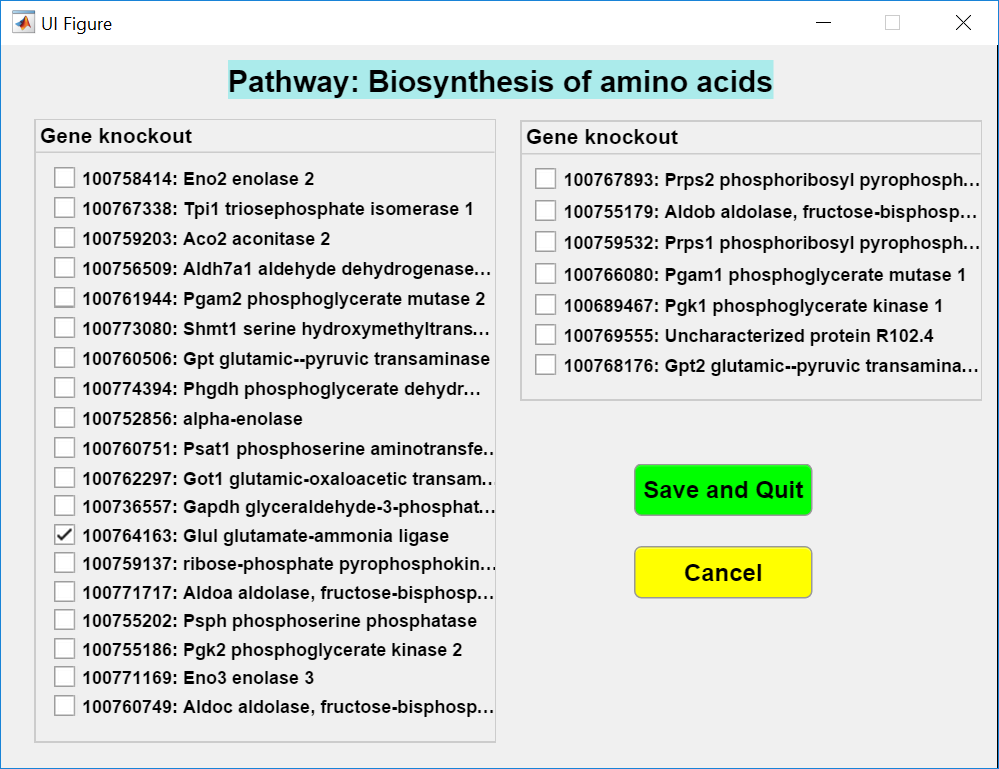 UI Figure
Pathway: Biosynthesis of amino acids
Gene knockout
100758414: Eno2 enolase 2
100767338: Tpi1 triosephosphate isomerase 1
100759203: Aco2 aconitase 2
100756509: Aldh7a1 aldehyde dehydrogenase...
100761944: Pgam2 phosphoglycerate mutase 2
100773080: Shmt1 serine hydroxymethyltrans...
100760506: Gpt glutamic--pyruvic transaminase
100774394: Phgdh phosphoglycerate dehydr...
100752856: alpha-enolase
100760751: Psat1 phosphoserine aminotransfe...
100762297: Got1 glutamic-oxaloacetic transam...
100736557: Gapdh glyceraldehyde-3-phosphat...
100764163: Glul glutamate-ammonia ligase
100759137: ribose-phosphate pyrophosphokin...
100771717: Aldoa aldolase, fructose-bisphosp...
100755202: Psph phosphoserine phosphatase
100755186: Pgk2 phosphoglycerate kinase 2
100771169: Eno3 enolase 3
100760749: Aldoc aldolase, fructose-bisphosp...
Gene knockout
100767893: Prps2 phosphoribosyl pyrophosph...
100755179: Aldob aldolase, fructose-bisphosp...
100759532: Prps1 phosphoribosyl pyrophosph...
100766080: Pgam1 phosphoglycerate mutase 1
100689467: Pgk1 phosphoglycerate kinase 1
100769555: Uncharacterized protein R102.4
100768176: Gpt2 glutamic--pyruvic transamina...
Save and Quit
Cancel